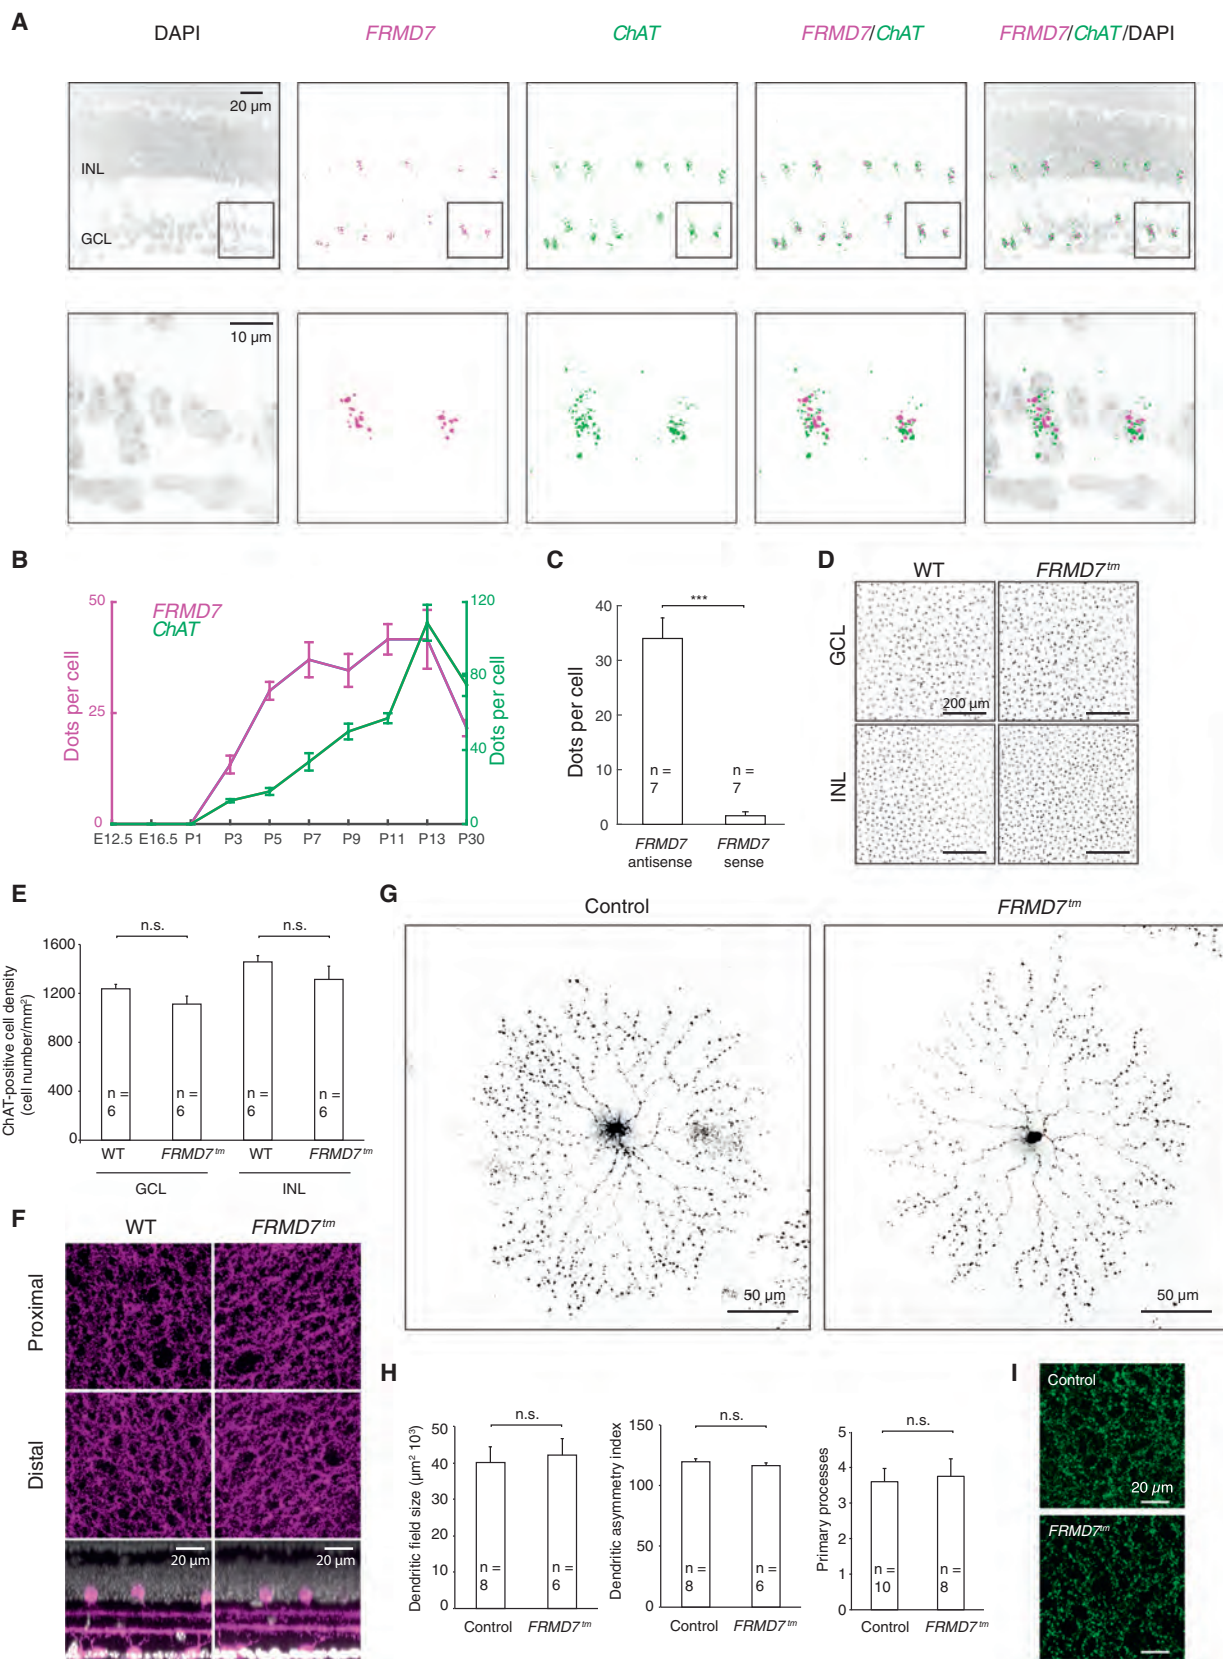 A
DAPI
FRMD7
ChAT
FRMD7/ChAT
FRMD7/ChAT/DAPI
20 µm
INL
GCL
10 µm
B
FRMD7
ChAT
Dots per cell
50
25
0
Dots per cell
120
80
40
0
E12.5 E16.5 P1 P3 P5 P7 P9 P11 P13 P30
C
Dots per cell
40
30
20
10
0
***
n =
7
n =
7
FRMD7
antisense
FRMD7
sense
D
WT
FRMD7tm
GCL
INL
200 µm
E
ChAT-positive cell density
(cell number/mm²)
1600
1200
800
400
0
n.s.
n.s.
n =
6
n =
6
n =
6
n =
6
WT
FRMD7tm
WT
FRMD7tm
GCL
INL
F
WT
FRMD7tm
Proximal
Distal
20 µm
20 µm
G
Control
FRMD7tm
50 µm
50 µm
H
Dendritic field size (µm² 10³)
50
40
30
20
10
0
n.s.
n =
8
n =
6
Control
FRMD7tm
Dendritic asymmetry index
150
100
50
0
n.s.
n =
8
n =
6
Control
FRMD7tm
Primary processes
5
4
3
2
1
0
n.s.
n =
10
n =
8
Control
FRMD7tm
I
Control
20 µm
FRMD7tm